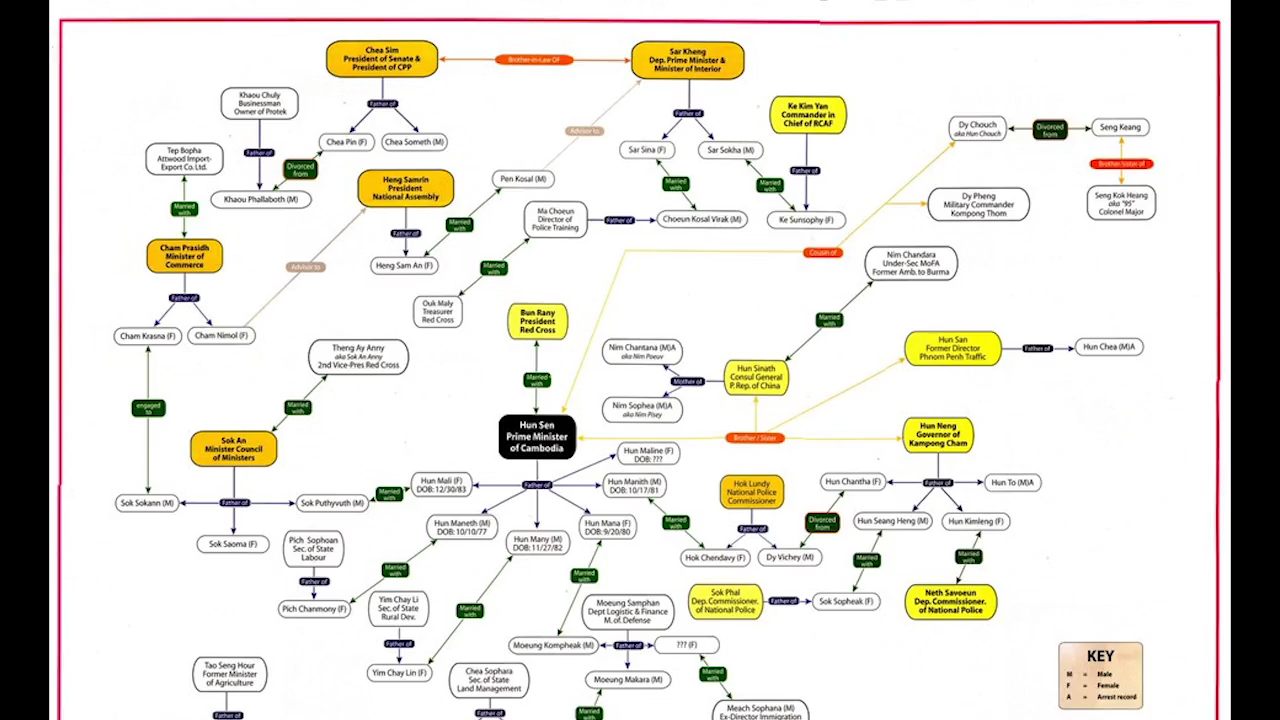 Chea Sim
President of Senate &
President of CPP
Brother-in-Law Of
Sar Kheng
Dep. Prime Minister &
Minister of Interior
Khaou Chuly
Businessman
Owner of Protek
Father of
Chea Pin (F)
Chea Someth (M)
Advisor to
Father of
Ke Kim Yan
Commander in
Chief of RCAF
Dy Chouch
aka Hun Chouch
Divorced
from
Seng Keang
Brother/Sister of
Tep Bopha
Attwood Import-
Export Co. Ltd.
Father of
Divorced
from
Sar Sina (F)
Sar Sokha (M)
Khaou Phallaboth (M)
Heng Samrin
President
National Assembly
Pen Kosal (M)
Married
with
Married
with
Father of
Seng Kok Heang
aka "95"
Colonel Major
Married
with
Ma Choeun
Director of
Police Training
Father of
Choeun Kosal Virak (M)
Ke Sunsophy (F)
Dy Pheng
Military Commander
Kompong Thom
Married
with
Father of
Cham Prasidh
Minister of
Commerce
Advisor to
Heng Sam An (F)
Married
with
Cousin of
Nim Chandara
Under-Sec MoFA
Former Amb. to Burma
Father of
Ouk Maly
Treasurer
Red Cross
Bun Rany
President
Red Cross
Married
with
Cham Krasna (F)
Cham Nimol (F)
Theng Ay Anny
aka Sok An Anny
2nd Vice-Pres Red Cross
Nim Chantana (M)A
aka Nim Poeuv
Hun San
Former Director
Phnom Penh Traffic
Father of
Hun Chea (M)A
Married
with
Mother of
Hun Sinath
Consul General
P. Rep. of China
engaged
to
Married
with
Nim Sophea (M)A
aka Nim Pisey
Hun Sen
Prime Minister
of Cambodia
Brother / Sister
Hun Neng
Governor of
Kampong Cham
Sok An
Minister Council
of Ministers
Hun Maline (F)
DOB: ???
Sok Sokann (M)
Father of
Sok Puthyvuth (M)
Married
with
Hun Mali (F)
DOB: 12/30/83
Father of
Hun Manith (M)
DOB: 10/17/81
Hok Lundy
National Police
Commissioner
Hun Chantha (F)
Father of
Hun To (M)A
Sok Saoma (F)
Hun Maneth (M)
DOB: 10/10/77
Hun Many (M)
DOB: 11/27/82
Hun Mana (F)
DOB: 9/20/80
Married
with
Father of
Divorced
from
Hun Seang Heng (M)
Hun Kimleng (F)
Pich Sophoan
Sec. of State
Labour
Married
with
Hok Chendavy (F)
Dy Vichey (M)
Married
with
Married
with
Father of
Married
with
Pich Chanmony (F)
Yim Chay Li
Sec. of State
Rural Dev.
Married
with
Moeung Samphan
Dept Logistic & Finance
M. of. Defense
Sok Phal
Dep. Commissioner.
of National Police
Father of
Sok Sopheak (F)
Neth Savoeun
Dep. Commissioner.
of National Police
Father of
Moeung Kompheak (M)
Father of
??? (F)
Yim Chay Lin (F)
Tao Seng Hour
Former Minister
of Agriculture
Chea Sophara
Sec. of State
Land Management
Moeung Makara (M)
Married
with
KEY
M = Male
F = Female
A = Arrest record
Father of
Father of
Married
with
Meach Sophana (M)
Ex-Director Immigration